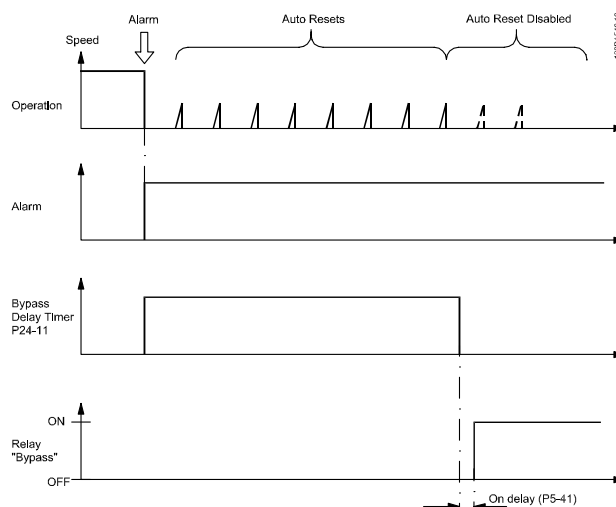 Alarm
Auto Resets
Auto Reset Disabled
Speed
Operation
Alarm
Bypass
Delay Timer
P24-11
ON
Relay
"Bypass"
OFF
On delay (P5-41)